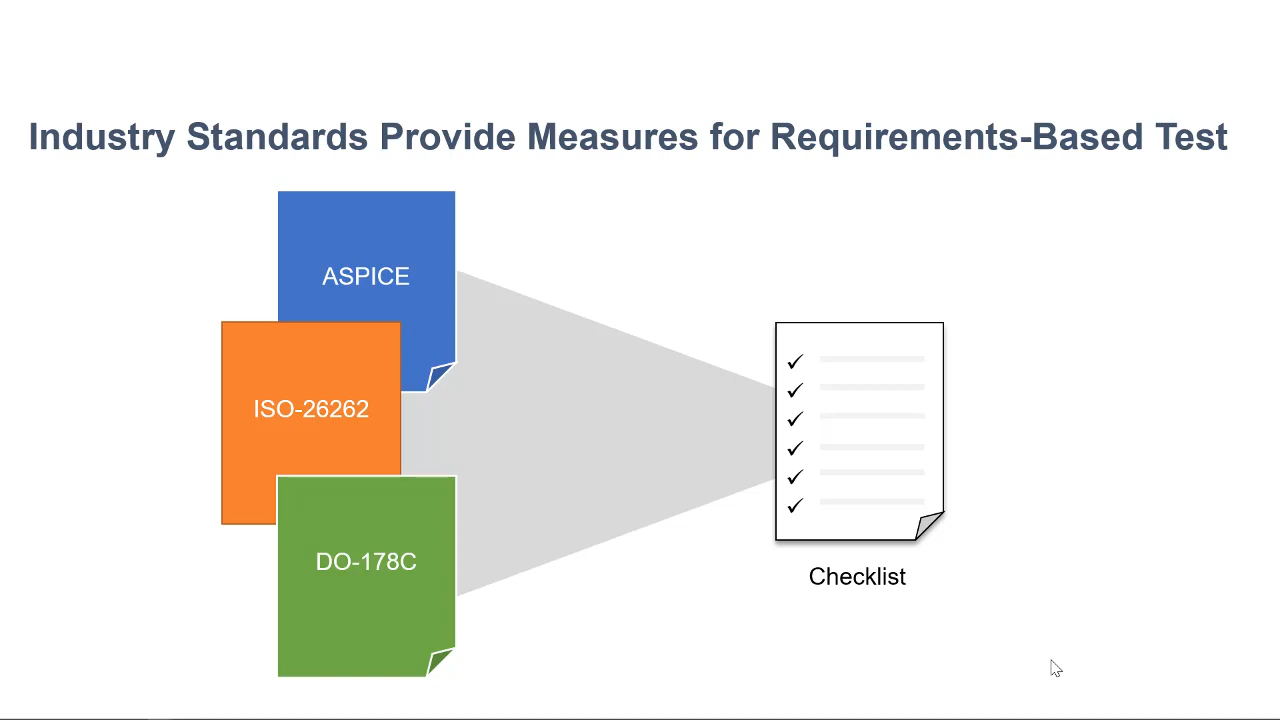 Industry Standards Provide Measures for Requirements-Based Test
ASPICE
ISO-26262
DO-178C
Checklist